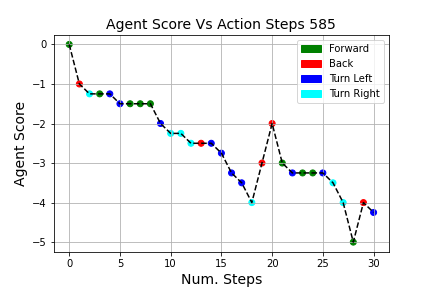 Agent Score Vs Action Steps 585
Forward
Back
Turn Left
Turn Right
Agent Score
0
−1
−2
−3
−4
−5
0 5 10 15 20 25 30
Num. Steps